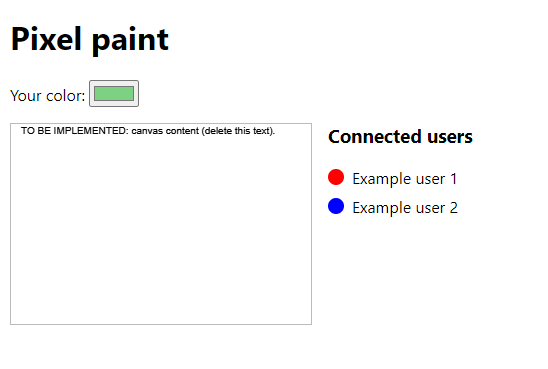 Pixel paint
Your color:
TO BE IMPLEMENTED: canvas content (delete this text).
Connected users
Example user 1
Example user 2